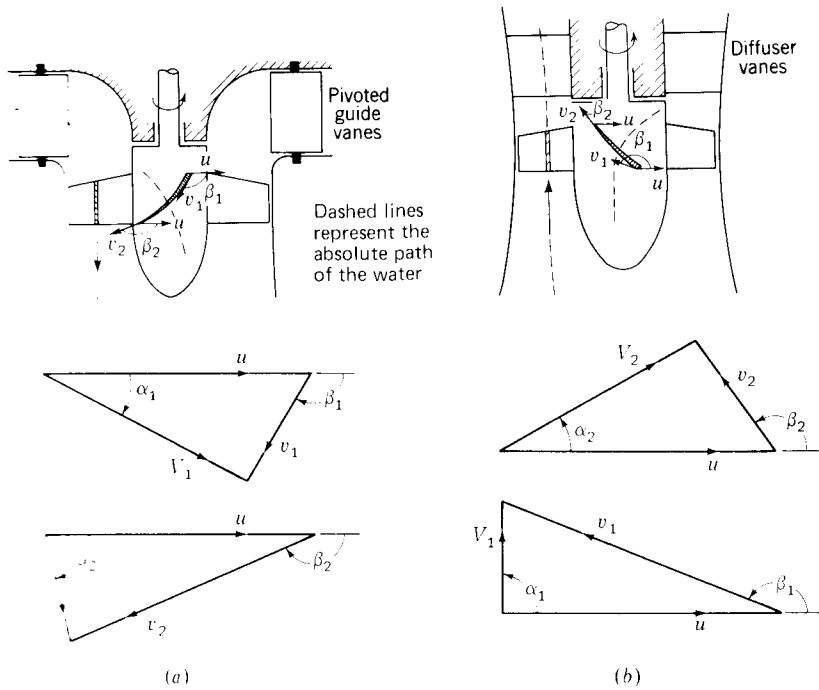 Pivoted
guide
vanes
u
v1
β1
u
v2
β2
Dashed lines
represent the
absolute path
of the water
Diffuser
vanes
v2
β2
u
v1
β1
u
u
α1
β1
v1
V1
u
β2
v2
(a)
V2
v2
α2
β2
u
V1
v1
α1
β1
u
(b)